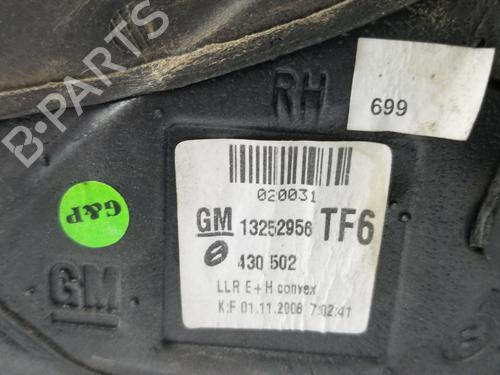 RH
699
B-PARTS
020031
GM 13252956 TF6
430 502
LLR E+H convex
K:F 01.11.2008 7:02:41
G&P
GM